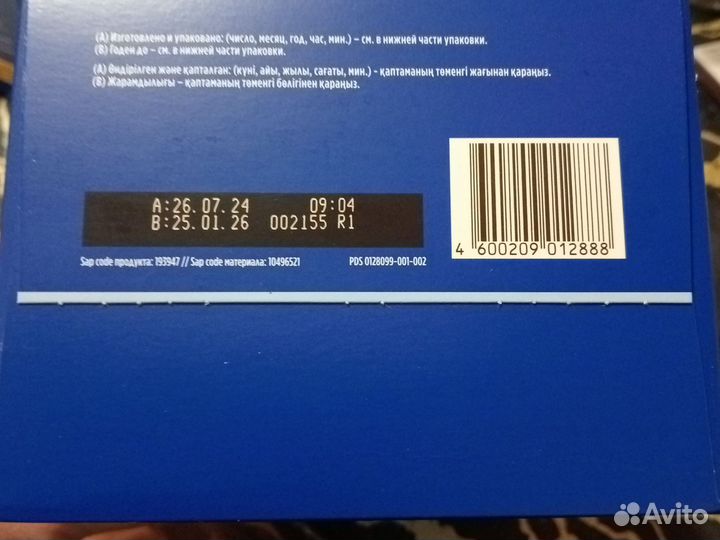 (А) Изготовлено и упаковано: (число, месяц, год, час, мин.) – см. в нижней части упаковки.
(В) Годен до – см. в нижней части упаковки.
(А) Өндірілген және қапталған: (күні, айы, жылы, сағаты, мин.) - қаптаманың төменгі жағынан қараңыз.
(В) Жарамдылығы – қаптаманың төменгі бөлігінен қараңыз.
A:26.07.24 09:04
B:25.01.26 002155 R1
Sap code продукта: 193947 // Sap code материала: 10496521 PDS 0128099-001-002
4 600209 012888
Avito